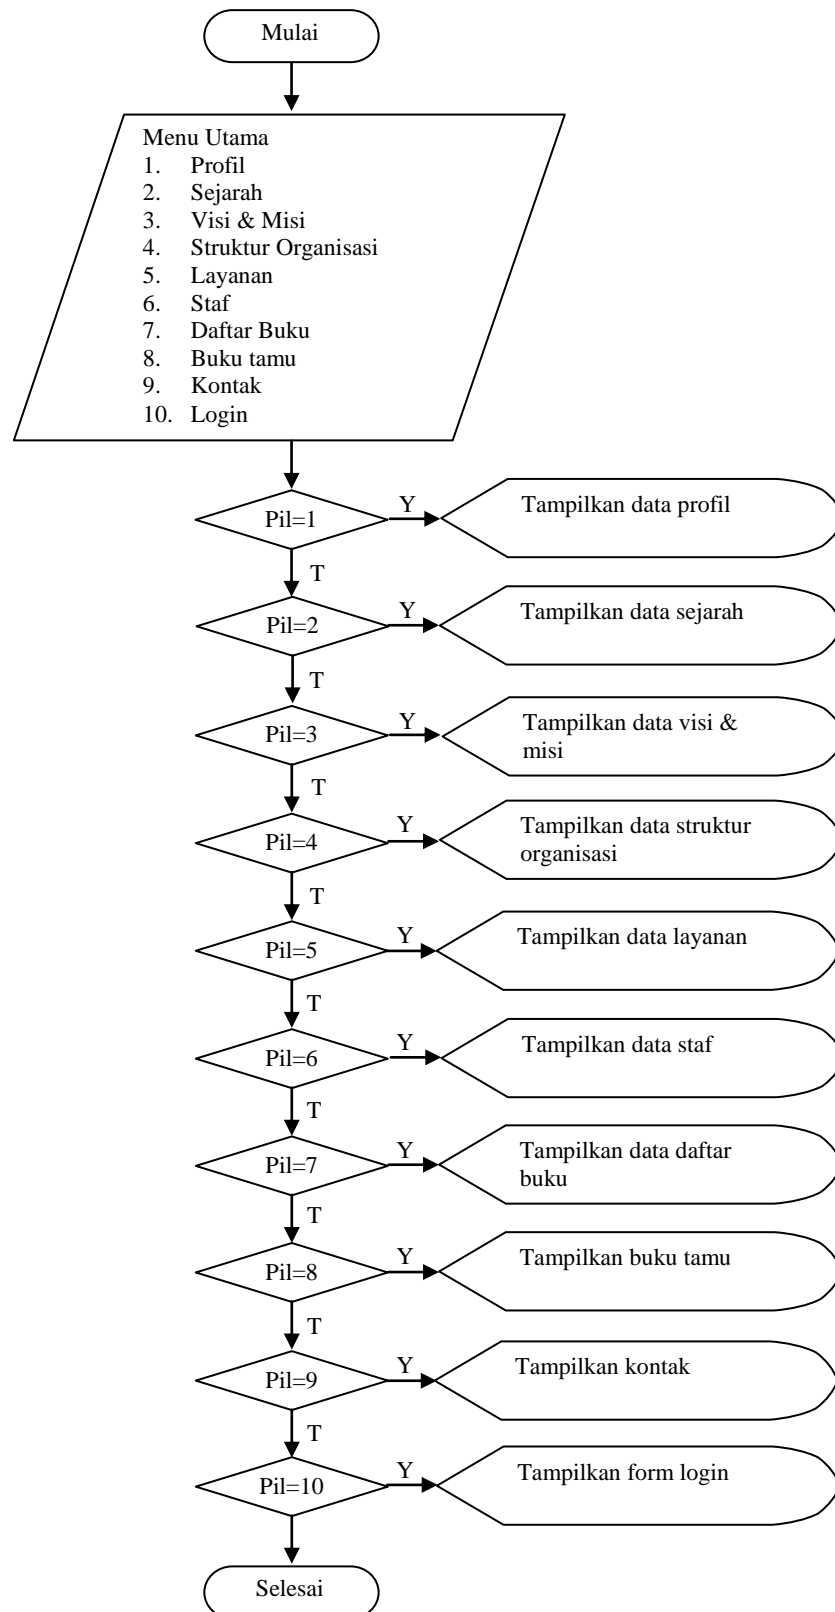 Mulai
Menu Utama
1. Profil
2. Sejarah
3. Visi & Misi
4. Struktur Organisasi
5. Layanan
6. Staf
7. Daftar Buku
8. Buku tamu
9. Kontak
10. Login
Pil=1
Y
Tampilkan data profil
T
Pil=2
Y
Tampilkan data sejarah
T
Pil=3
Y
Tampilkan data visi &
misi
T
Pil=4
Y
Tampilkan data struktur
organisasi
T
Pil=5
Y
Tampilkan data layanan
T
Pil=6
Y
Tampilkan data staf
T
Pil=7
Y
Tampilkan data daftar
buku
T
Pil=8
Y
Tampilkan buku tamu
T
Pil=9
Y
Tampilkan kontak
T
Pil=10
Y
Tampilkan form login
Selesai